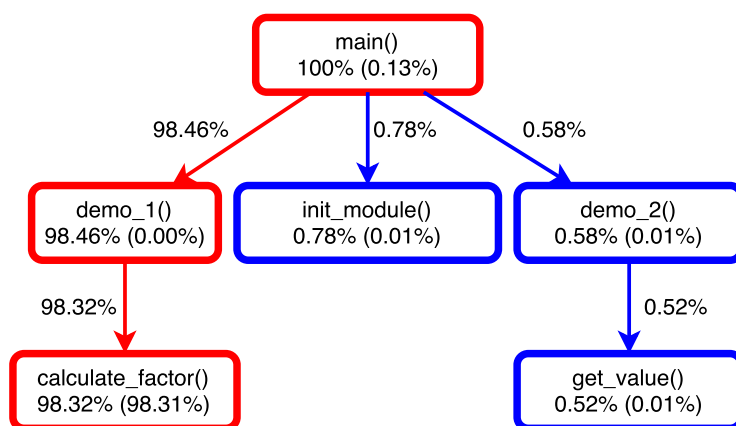 main()
100% (0.13%)
98.46%
0.78%
0.58%
demo_1()
98.46% (0.00%)
init_module()
0.78% (0.01%)
demo_2()
0.58% (0.01%)
98.32%
0.52%
calculate_factor()
98.32% (98.31%)
get_value()
0.52% (0.01%)